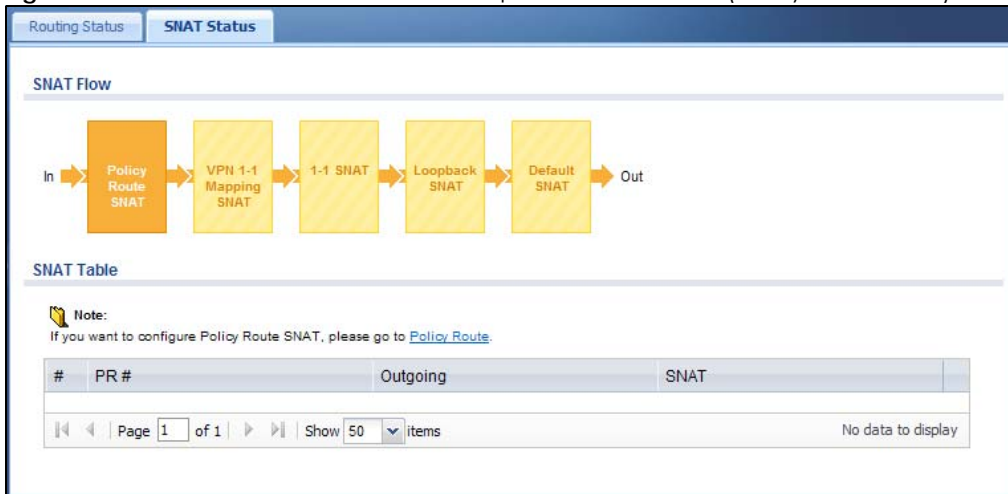 Routing Status
SNAT Status
SNAT Flow
In
Policy
Route
SNAT
VPN 1-1
Mapping
SNAT
1-1 SNAT
Loopback
SNAT
Default
SNAT
Out
SNAT Table
Note:
If you want to configure Policy Route SNAT, please go to Policy Route.
# PR # Outgoing SNAT
Page 1 of 1 Show 50 items No data to display